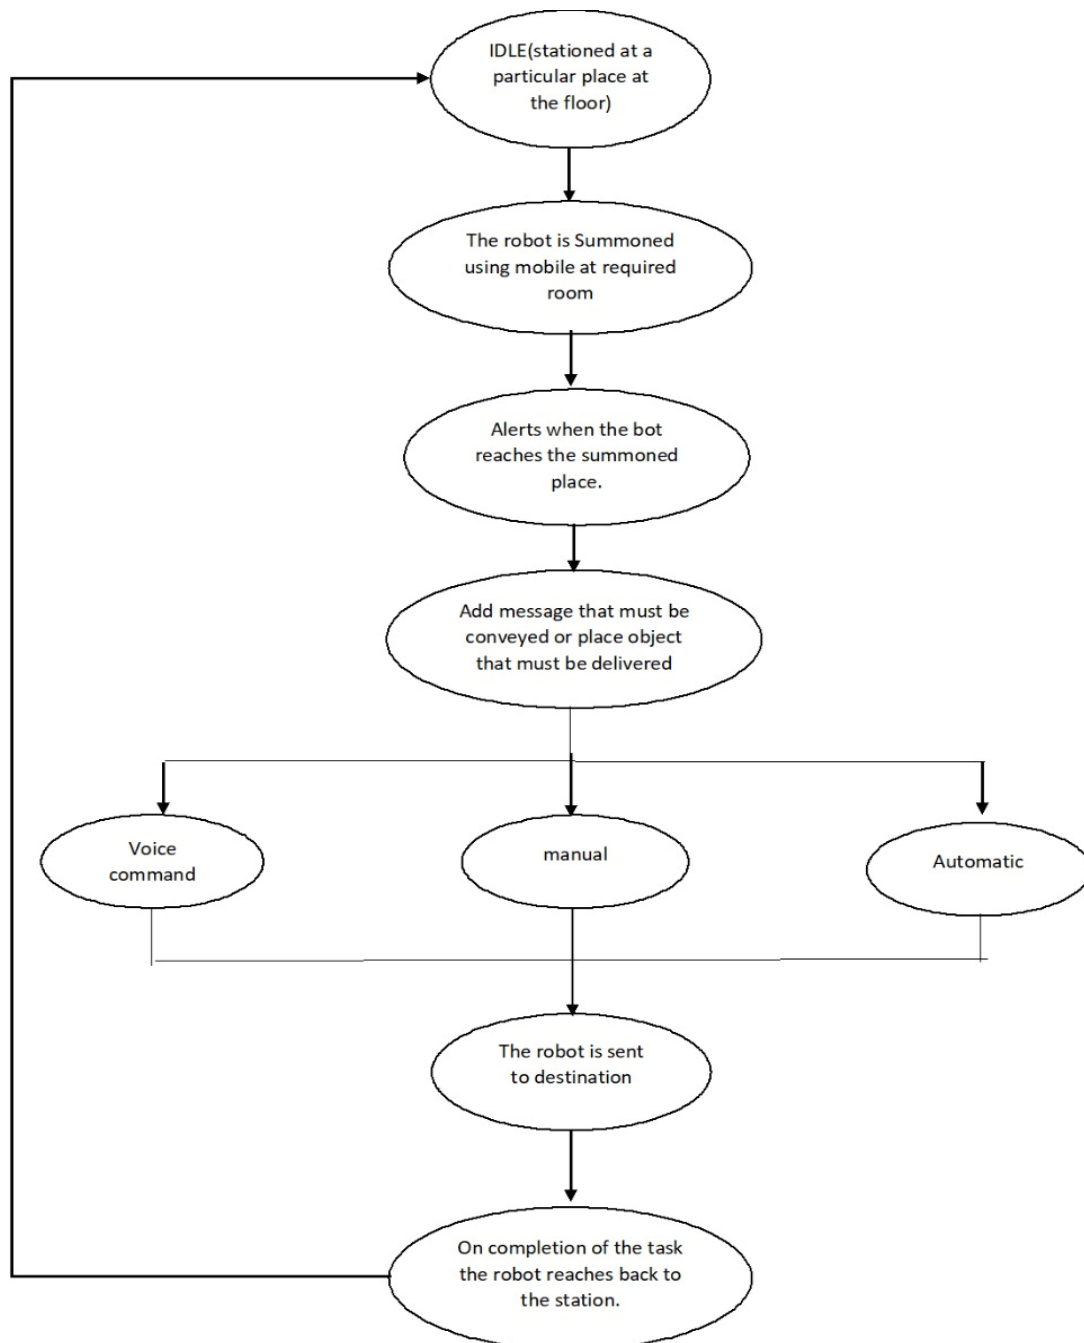 IDLE(stationed at a
particular place at
the floor)
The robot is Summoned
using mobile at required
room
Alerts when the bot
reaches the summoned
place.
Add message that must be
conveyed or place object
that must be delivered
Voice
command
manual
Automatic
The robot is sent
to destination
On completion of the task
the robot reaches back to
the station.